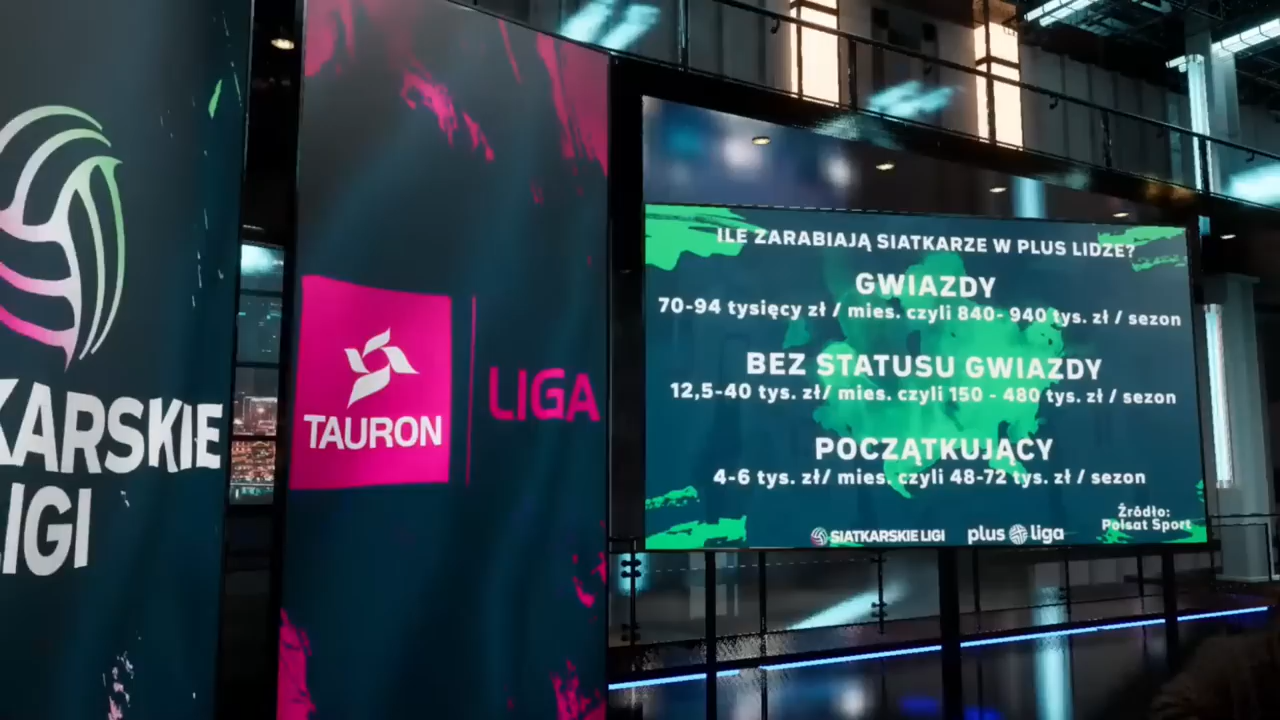 KARSKIE
LIGI
TAURON
LIGA
ILE ZARABIAJĄ SIATKARZE W PLUS LIDZE?
GWIAZDY
70-94 tysięcy zł / mies. czyli 840- 940 tys. zł / sezon
BEZ STATUSU GWIAZDY
12,5-40 tys. zł/ mies. czyli 150 - 480 tys. zł / sezon
POCZĄTKUJĄCY
4-6 tys. zł/ mies. czyli 48-72 tys. zł / sezon
Źródło:
Polsat Sport
SIATKARSKIE LIGI
plus liga